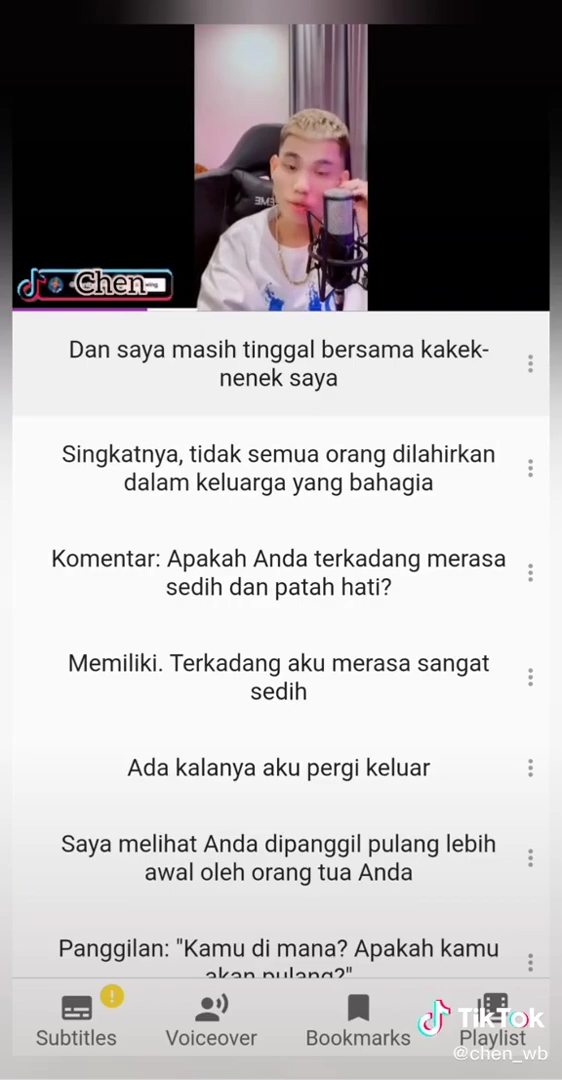 Chen
Dan saya masih tinggal bersama kakek-
nenek saya
Singkatnya, tidak semua orang dilahirkan
dalam keluarga yang bahagia
Komentar: Apakah Anda terkadang merasa
sedih dan patah hati?
Memiliki. Terkadang aku merasa sangat
sedih
Ada kalanya aku pergi keluar
Saya melihat Anda dipanggil pulang lebih
awal oleh orang tua Anda
Panggilan: "Kamu di mana? Apakah kamu
akan pulang?"
Subtitles
Voiceover
Bookmarks
Playlist
TikTok
@chen_wb